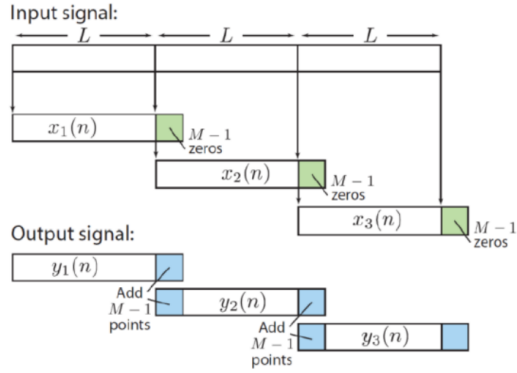 Input signal:
L L L
x₁(n)
M − 1
zeros
x₂(n)
M − 1
zeros
x₃(n)
M − 1
zeros
Output signal:
y₁(n)
Add
M − 1
points
y₂(n)
Add
M − 1
points
y₃(n)